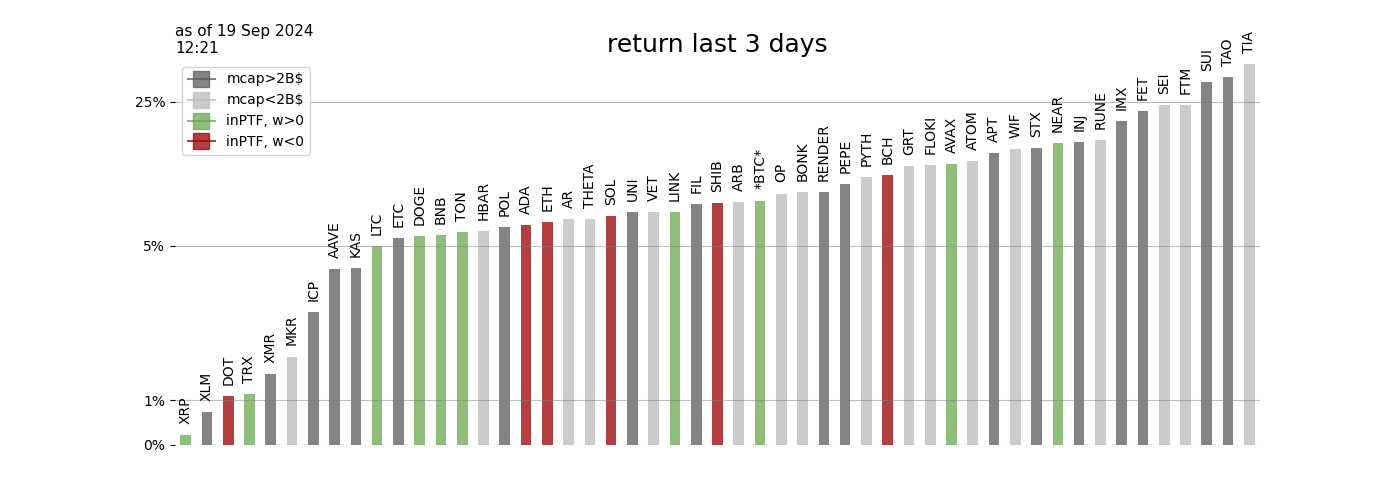 as of 19 Sep 2024
12:21
return last 3 days
mcap>2B$
mcap<2B$
inPTF, w>0
inPTF, w<0
25%
5%
1%
0%
XRP
XLM
DOT
TRX
XMR
MKR
ICP
AAVE
KAS
LTC
ETC
DOGE
BNB
TON
HBAR
POL
ADA
ETH
AR
THETA
SOL
UNI
VET
LINK
FIL
SHIB
ARB
*BTC*
OP
BONK
RENDER
PEPE
PYTH
BCH
GRT
FLOKI
AVAX
ATOM
APT
WIF
STX
NEAR
INJ
RUNE
IMX
FET
SEI
FTM
SUI
TAO
TIA